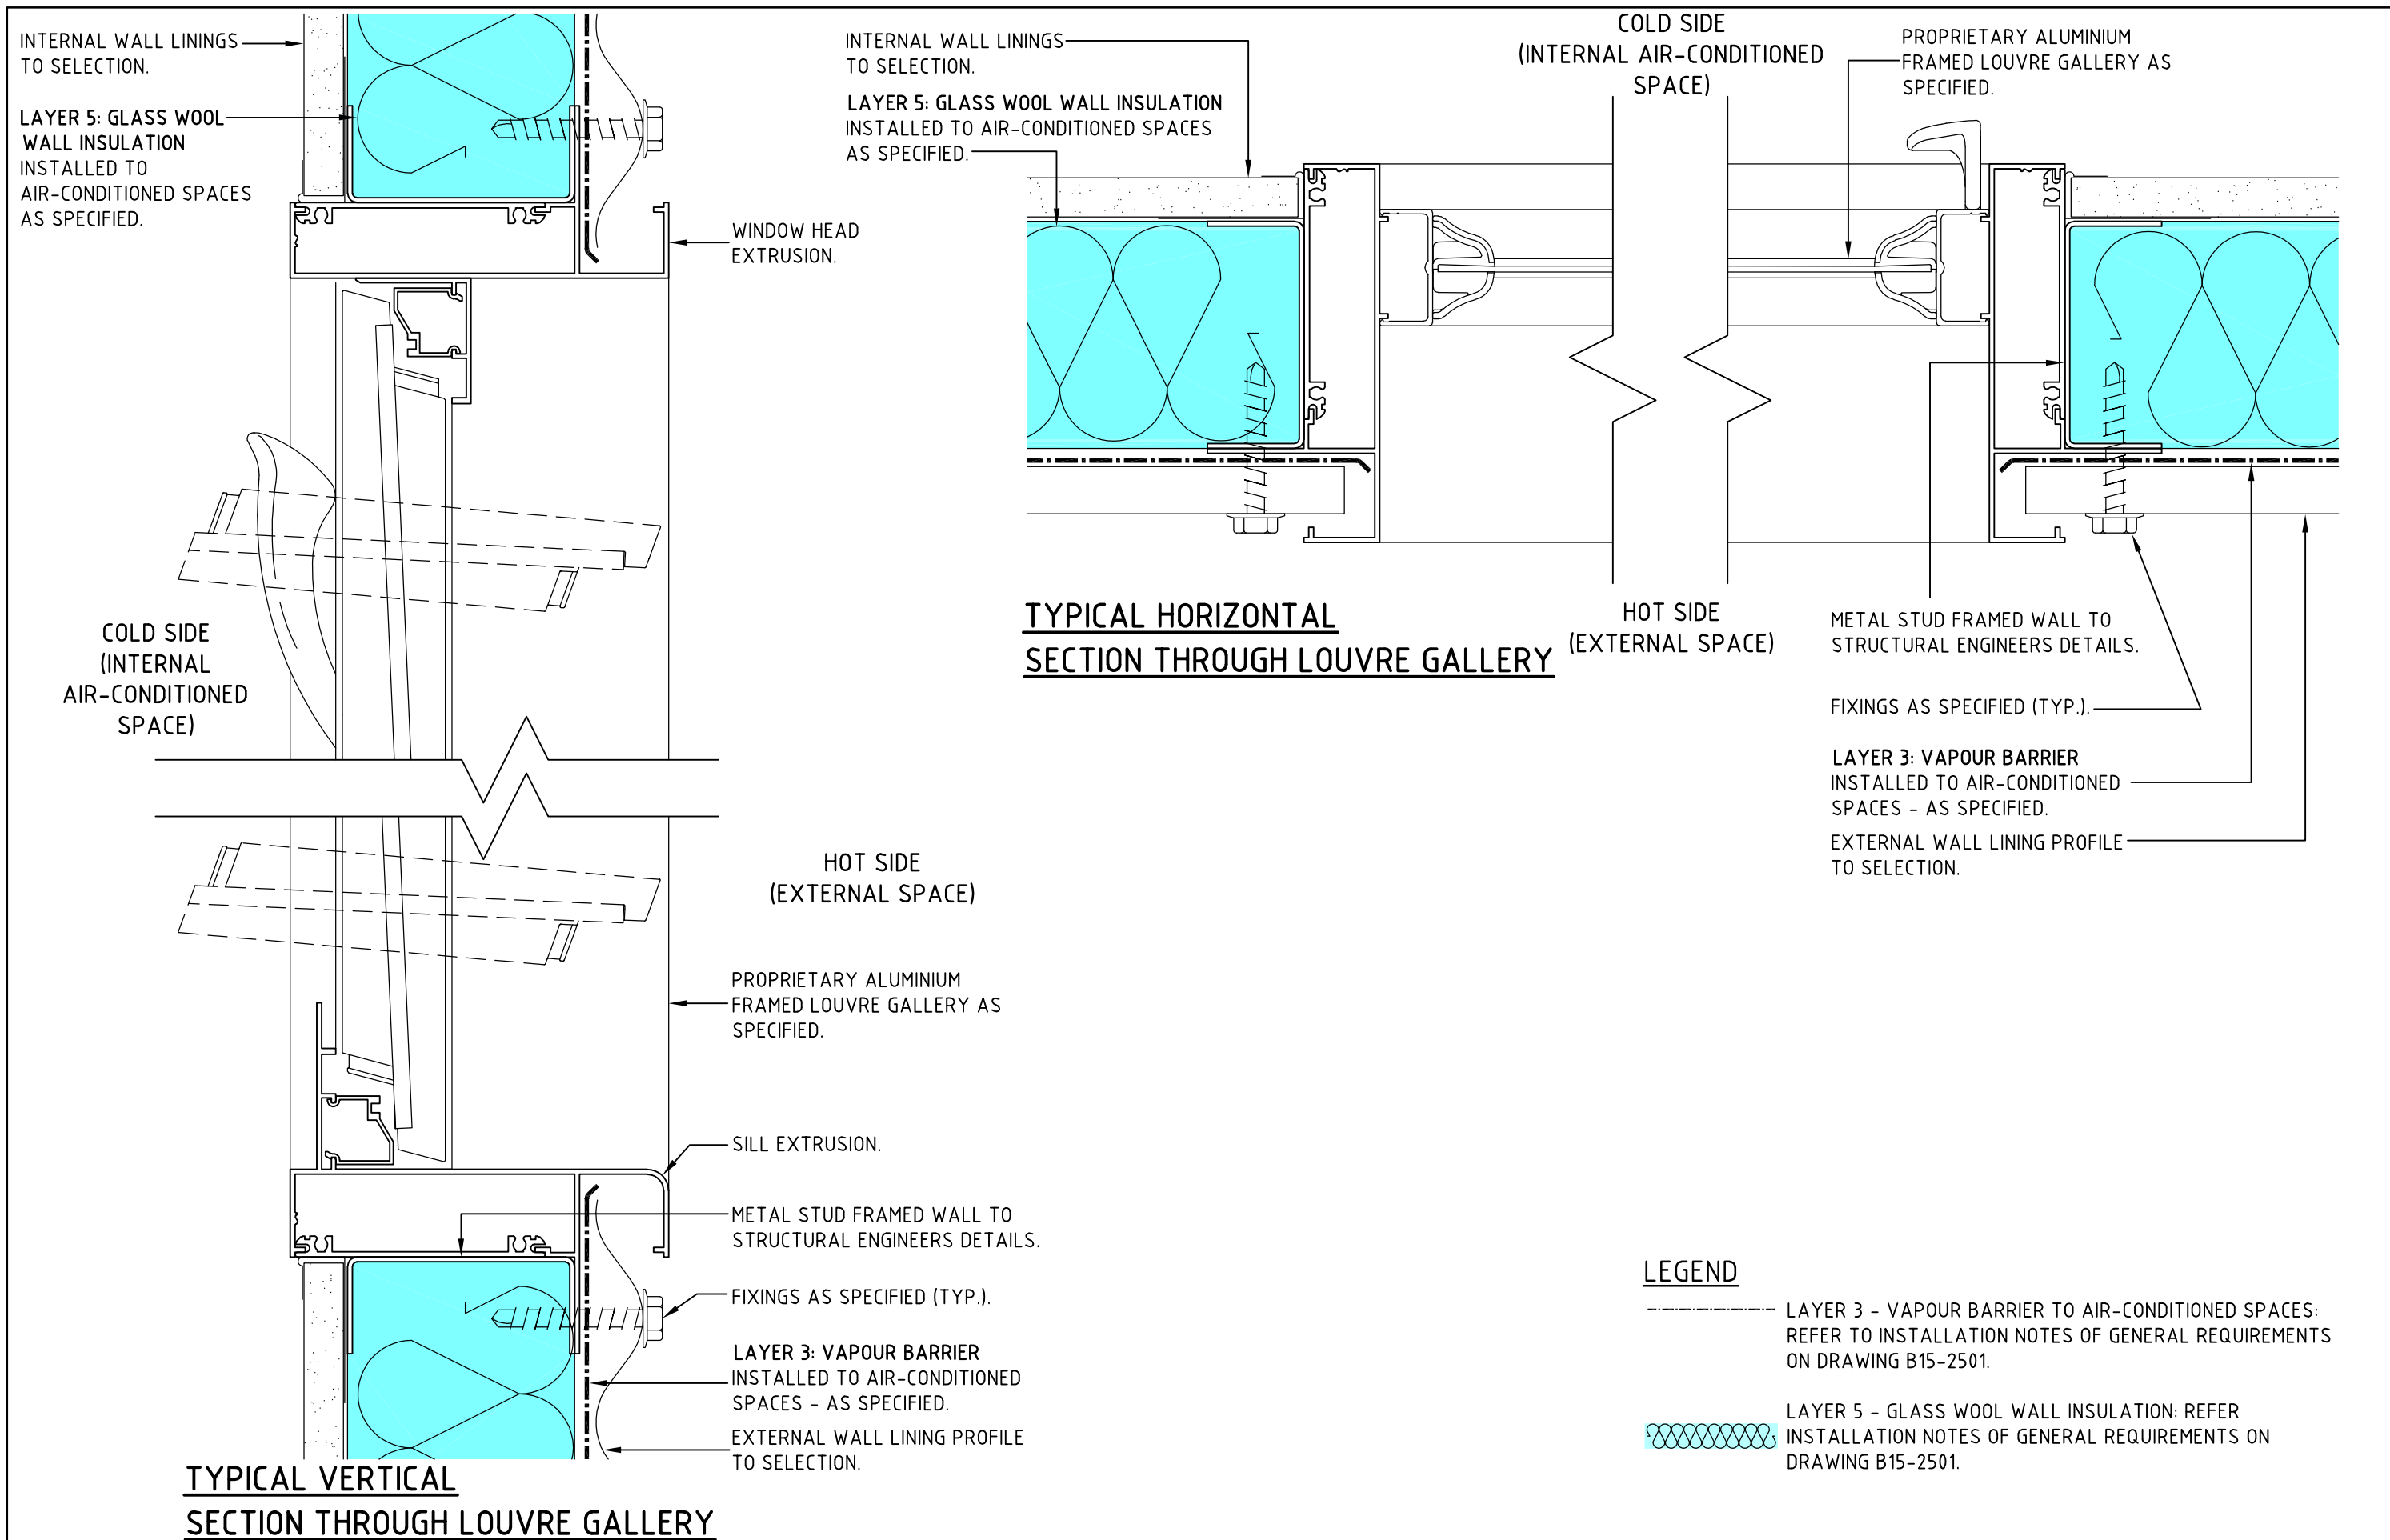 INTERNAL WALL LININGS
TO SELECTION.
LAYER 5: GLASS WOOL
WALL INSULATION
INSTALLED TO
AIR-CONDITIONED SPACES
AS SPECIFIED.
WINDOW HEAD
EXTRUSION.
COLD SIDE
(INTERNAL
AIR-CONDITIONED
SPACE)
HOT SIDE
(EXTERNAL SPACE)
PROPRIETARY ALUMINIUM
FRAMED LOUVRE GALLERY AS
SPECIFIED.
SILL EXTRUSION.
METAL STUD FRAMED WALL TO
STRUCTURAL ENGINEERS DETAILS.
FIXINGS AS SPECIFIED (TYP.).
LAYER 3: VAPOUR BARRIER
INSTALLED TO AIR-CONDITIONED
SPACES - AS SPECIFIED.
EXTERNAL WALL LINING PROFILE
TO SELECTION.
TYPICAL VERTICAL
SECTION THROUGH LOUVRE GALLERY
INTERNAL WALL LININGS
TO SELECTION.
LAYER 5: GLASS WOOL WALL INSULATION
INSTALLED TO AIR-CONDITIONED SPACES
AS SPECIFIED.
COLD SIDE
(INTERNAL AIR-CONDITIONED
SPACE)
PROPRIETARY ALUMINIUM
FRAMED LOUVRE GALLERY AS
SPECIFIED.
TYPICAL HORIZONTAL
SECTION THROUGH LOUVRE GALLERY
HOT SIDE
(EXTERNAL SPACE)
METAL STUD FRAMED WALL TO
STRUCTURAL ENGINEERS DETAILS.
FIXINGS AS SPECIFIED (TYP.).
LAYER 3: VAPOUR BARRIER
INSTALLED TO AIR-CONDITIONED
SPACES - AS SPECIFIED.
EXTERNAL WALL LINING PROFILE
TO SELECTION.
LEGEND
LAYER 3 - VAPOUR BARRIER TO AIR-CONDITIONED SPACES:
REFER TO INSTALLATION NOTES OF GENERAL REQUIREMENTS
ON DRAWING B15-2501.
LAYER 5 - GLASS WOOL WALL INSULATION: REFER
INSTALLATION NOTES OF GENERAL REQUIREMENTS ON
DRAWING B15-2501.